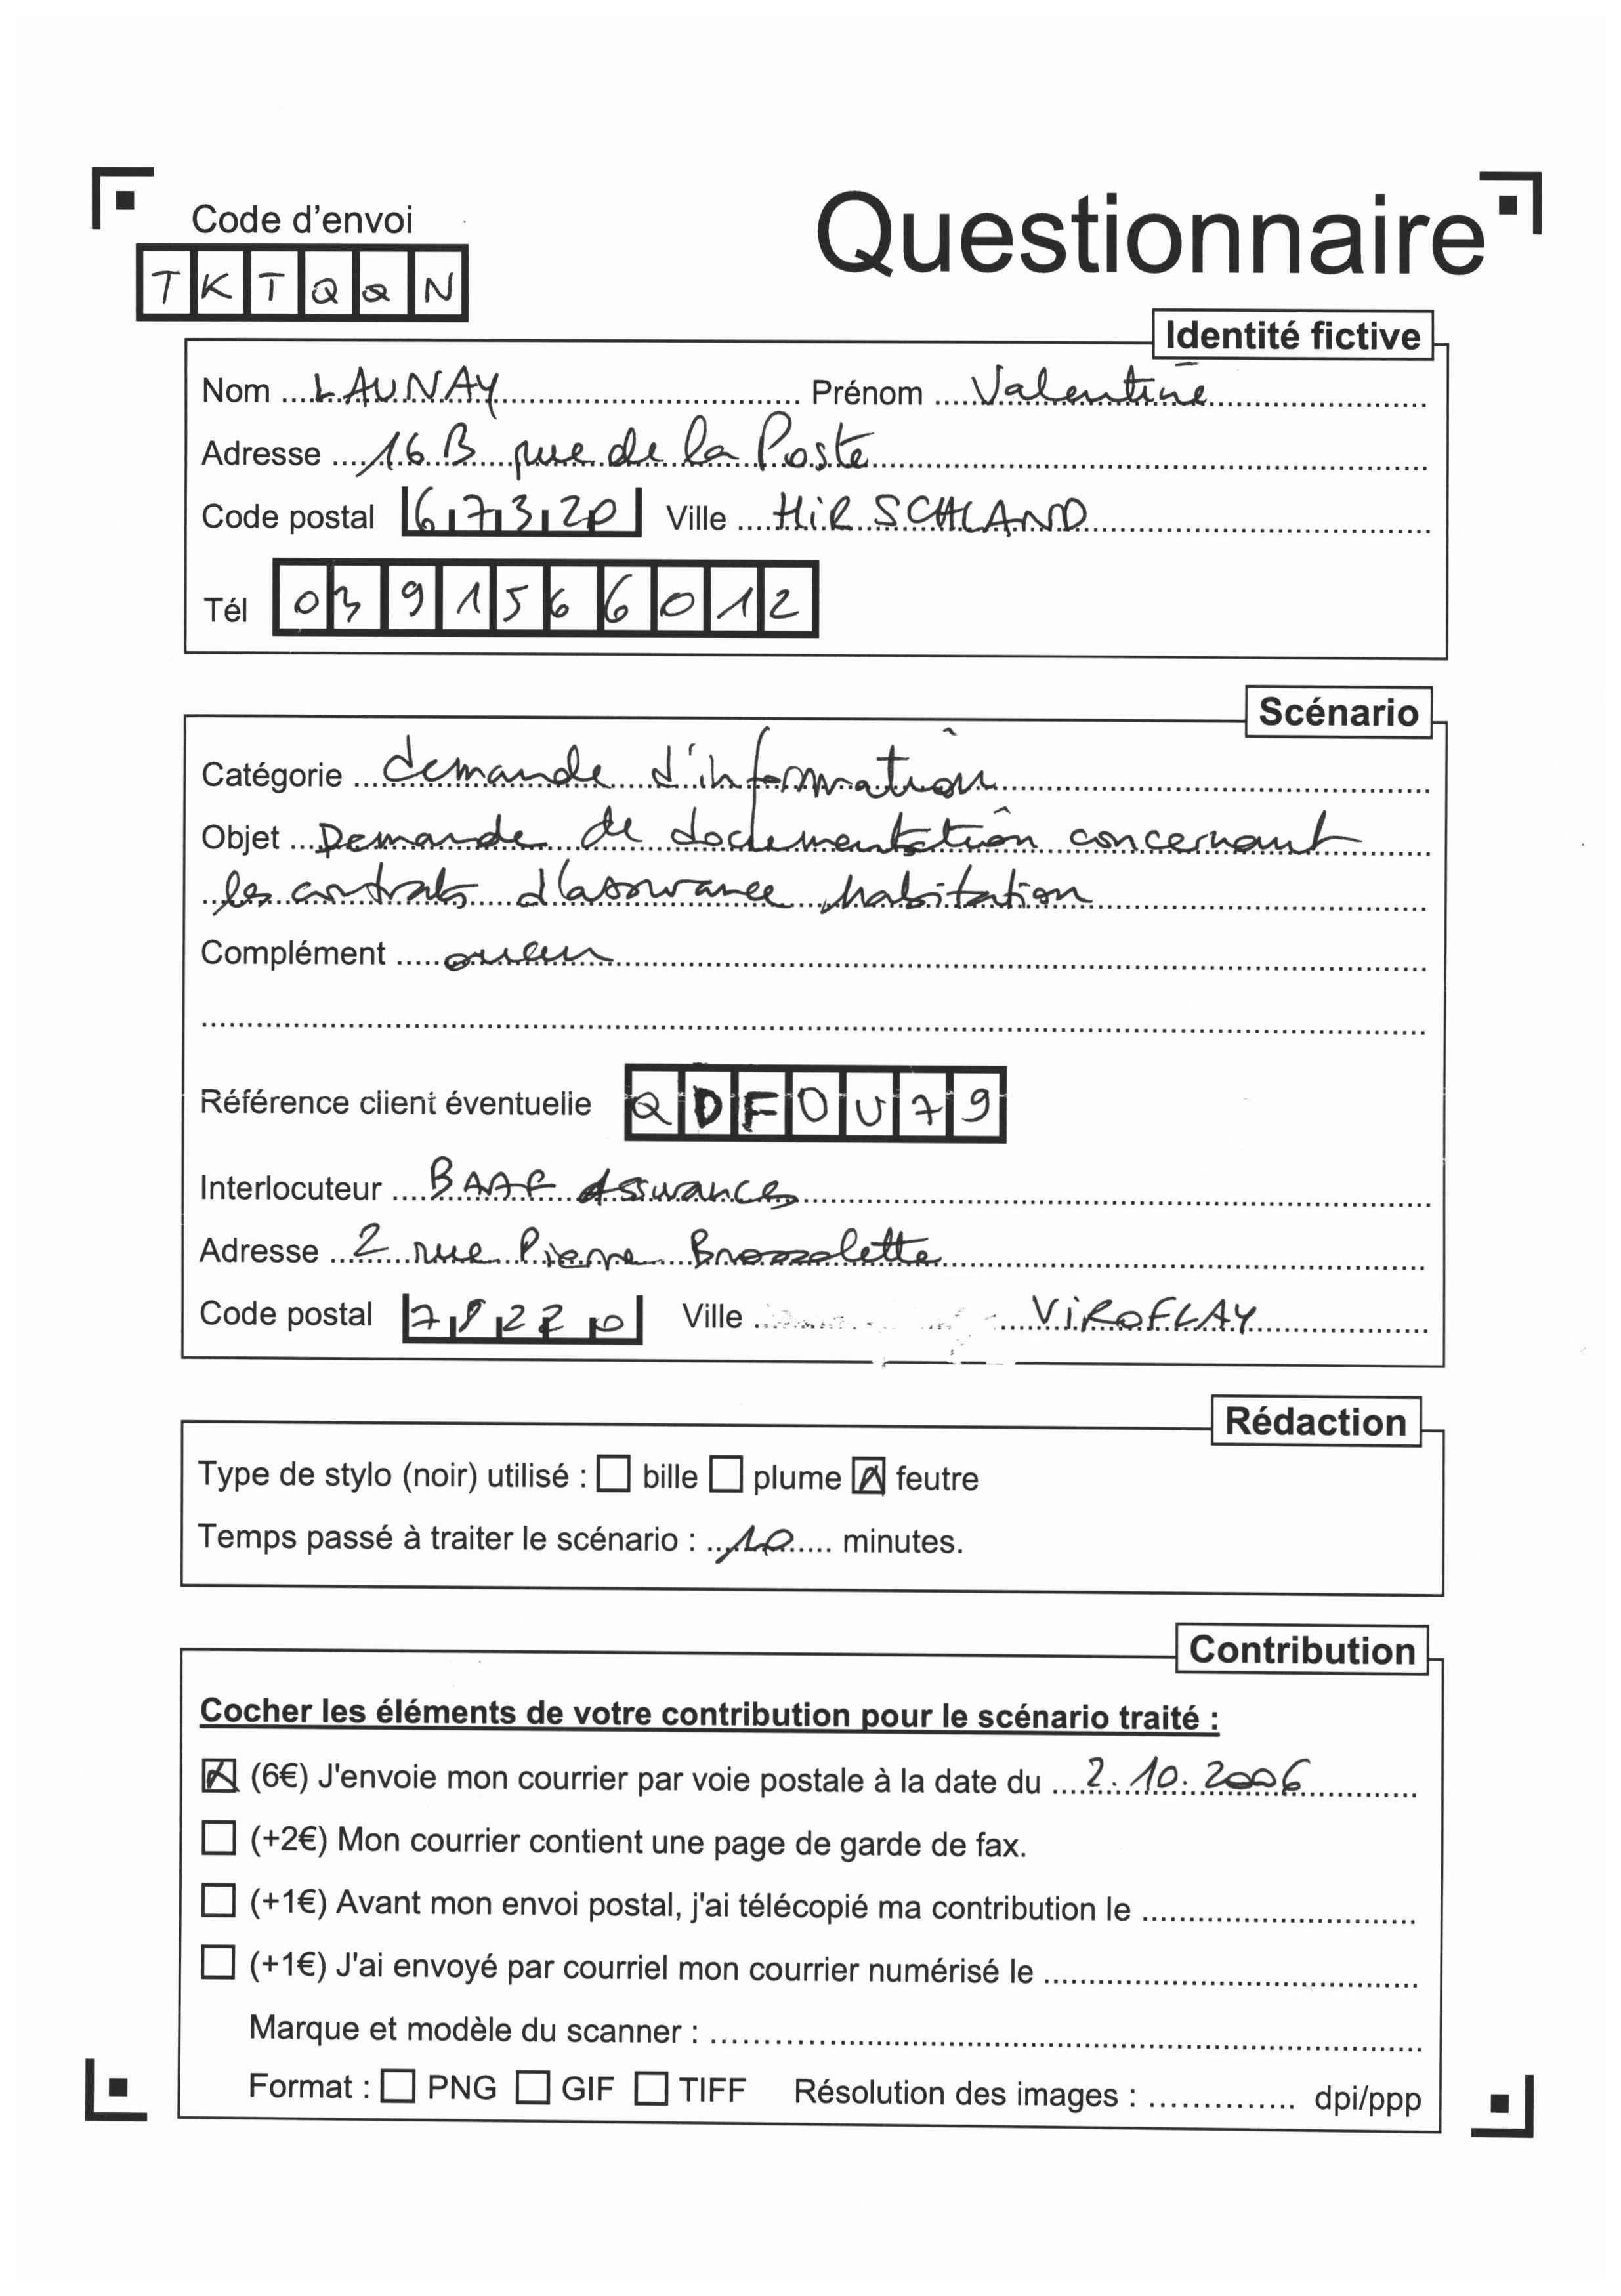 Code d'envoi
Questionnaire
TKTQQN
Identité fictive
Nom LAUNAY Prénom Valentine
Adresse 16 B rue de la Poste
Code postal 67320 Ville HIRSCHLAND
Tél 0391566012
Scénario
Catégorie demande d'information
Objet Demande de documentation concernant
les contrats d'assurance habitation
Complément
Référence client éventuelle QDFOU79
Interlocuteur BAAF Assurances
Adresse 2 rue Pierre Brossolette
Code postal 78220 Ville VIROFLAY
Rédaction
Type de stylo (noir) utilisé : bille plume feutre
Temps passé à traiter le scénario : 10 minutes.
Contribution
Cocher les éléments de votre contribution pour le scénario traité :
(6€) J'envoie mon courrier par voie postale à la date du 2.10.2006
(+2€) Mon courrier contient une page de garde de fax.
(+1€) Avant mon envoi postal, j'ai télécopié ma contribution le
(+1€) J'ai envoyé par courriel mon courrier numérisé le
Marque et modèle du scanner :
Format : PNG GIF TIFF Résolution des images : dpi/ppp